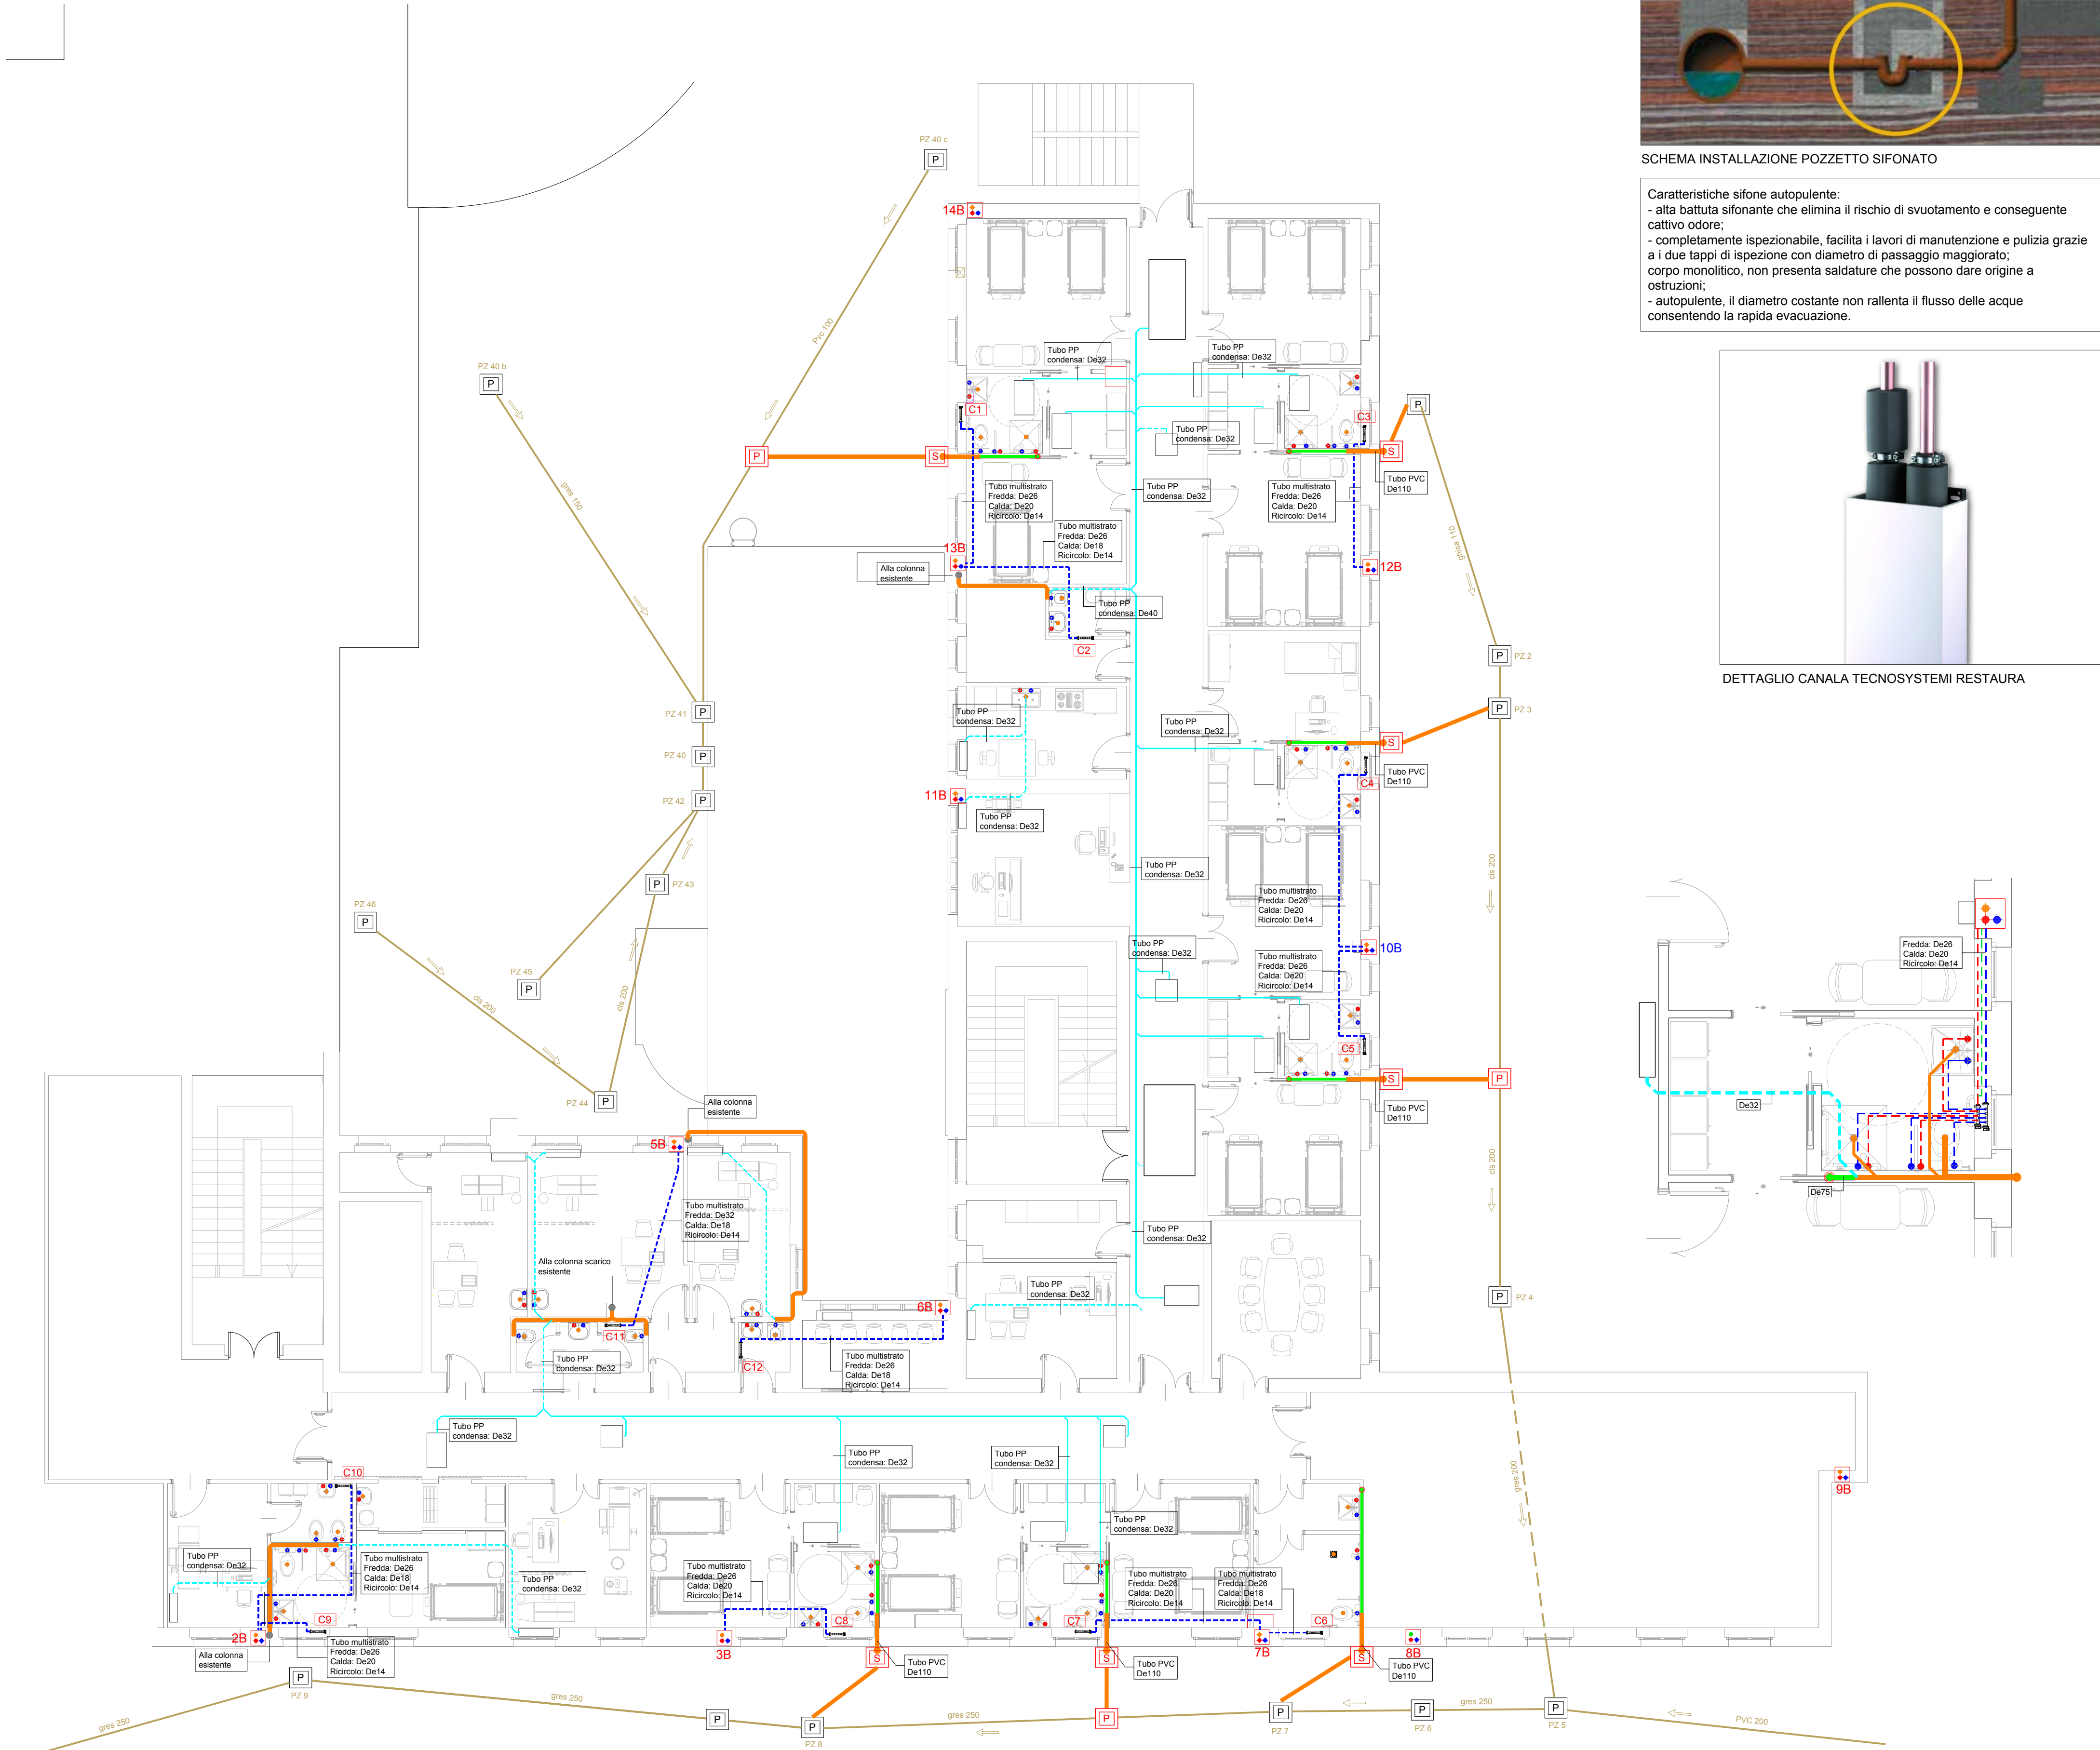 SCHEMA INSTALLAZIONE POZZETTO SIFONATO
Caratteristiche sifone autopulente:
- alta battuta sifonante che elimina il rischio di svuotamento e conseguente
cattivo odore;
- completamente ispezionabile, facilita i lavori di manutenzione e pulizia grazie
a i due tappi di ispezione con diametro di passaggio maggiorato;
corpo monolitico, non presenta saldature che possono dare origine a
ostruzioni;
- autopulente, il diametro costante non rallenta il flusso delle acque
consentendo la rapida evacuazione.
DETTAGLIO CANALA TECNOSYSTEMI RESTAURA
PZ 40 c
P
14B
Pvc 100
PZ 40 b
P
Tubo PP
condensa: De32
Tubo PP
condensa: De32
C1
C3
P
gres 150
P
S
S
Tubo PP
condensa: De32
Tubo PVC
De110
Tubo multistrato
Fredda: De26
Calda: De20
Ricircolo: De14
Tubo PP
condensa: De32
Tubo multistrato
Fredda: De26
Calda: De20
Ricircolo: De14
Tubo multistrato
Fredda: De26
Calda: De18
Ricircolo: De14
ghisa 110
13B
12B
Alla colonna
esistente
Tubo PP
condensa: De40
C2
P
PZ 2
PZ 41
P
Tubo PP
condensa: De32
Tubo PP
condensa: De32
P
PZ 3
PZ 40
P
S
Tubo PVC
De110
C4
PZ 42
P
11B
Tubo PP
condensa: De32
Tubo PP
condensa: De32
cls 200
P
PZ 43
Tubo multistrato
Fredda: De26
Calda: De20
Ricircolo: De14
PZ 46
P
Tubo PP
condensa: De32
10B
Tubo multistrato
Fredda: De26
Calda: De20
Ricircolo: De14
Fredda: De26
Calda: De20
Ricircolo: De14
PZ 45
P
cls 200
cls 200
C5
S
P
Tubo PVC
De110
De32
PZ 44
P
Alla colonna
esistente
5B
cls 200
De75
Tubo multistrato
Fredda: De32
Calda: De18
Ricircolo: De14
Tubo PP
condensa: De32
Alla colonna scarico
esistente
Tubo PP
condensa: De32
P
PZ 4
6B
C11
C12
Tubo PP
condensa: De32
Tubo multistrato
Fredda: De26
Calda: De18
Ricircolo: De14
Tubo PP
condensa: De32
Tubo PP
condensa: De32
Tubo PP
condensa: De32
C10
gres 200
9B
Tubo PP
condensa: De32
Tubo PP
condensa: De32
Tubo multistrato
Fredda: De26
Calda: De18
Ricircolo: De14
Tubo PP
condensa: De32
Tubo multistrato
Fredda: De26
Calda: De20
Ricircolo: De14
Tubo multistrato
Fredda: De26
Calda: De20
Ricircolo: De14
Tubo multistrato
Fredda: De26
Calda: De18
Ricircolo: De14
C9
C8
C7
C6
2B
3B
7B
8B
Alla colonna
esistente
Tubo multistrato
Fredda: De26
Calda: De20
Ricircolo: De14
S
Tubo PVC
De110
S
Tubo PVC
De110
S
Tubo PVC
De110
P
PZ 9
gres 250
gres 250
P
P
PZ 8
gres 250
P
P
PZ 7
P
PZ 6
gres 250
P
PZ 5
PVC 200